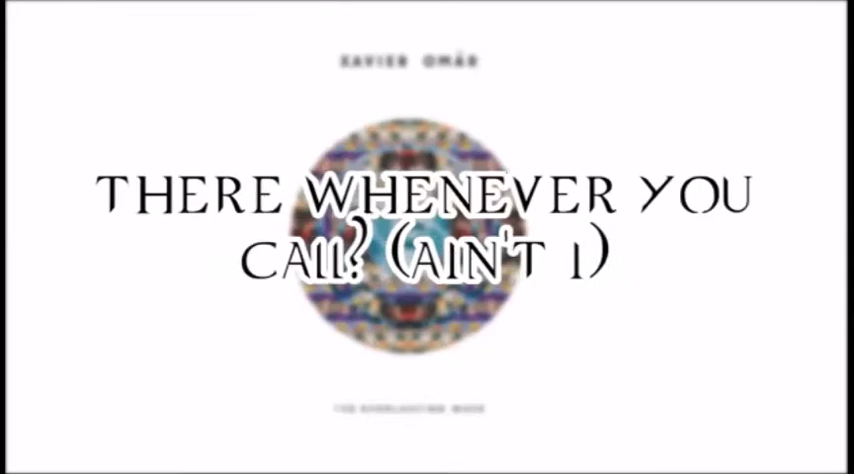 XAVIER OMÄR
THERE WHENEVER YOU
CALL? (AIN'T I)
THE EVERLASTING WAVE